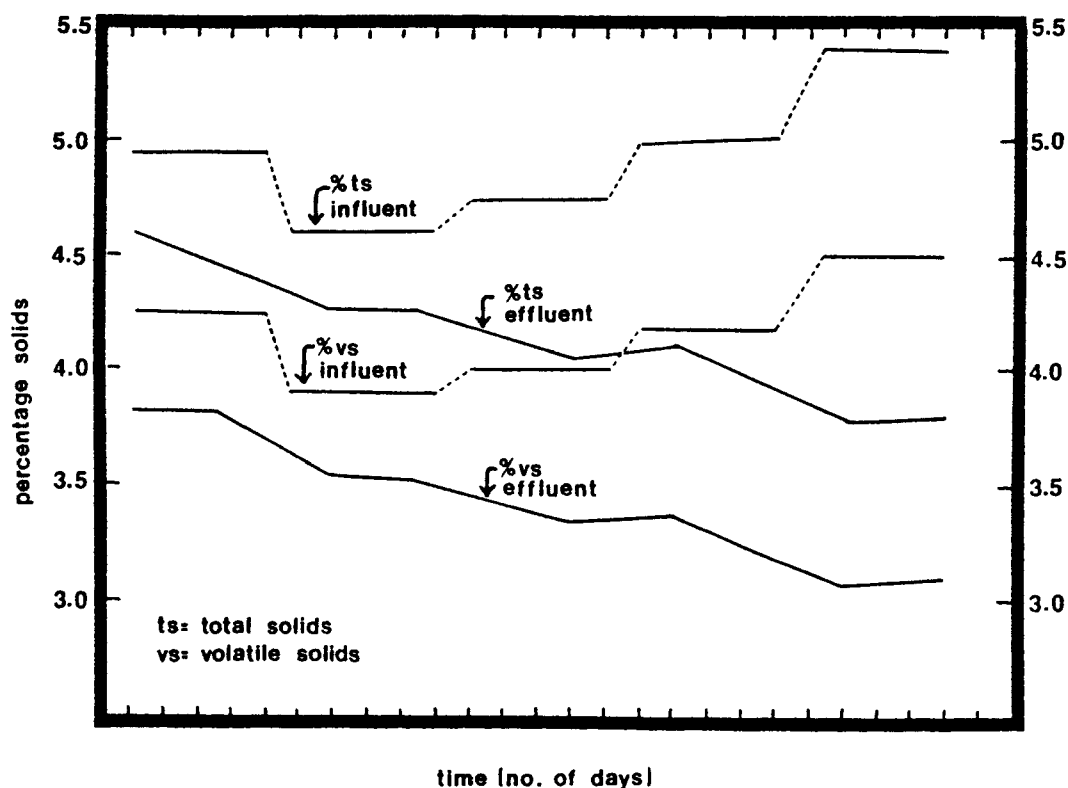 5.5
5.0
4.5
4.0
3.5
3.0
percentage solids
%ts
influent
%ts
effluent
%vs
influent
%vs
effluent
ts= total solids
vs= volatile solids
5.5
5.0
4.5
4.0
3.5
3.0
time (no. of days)